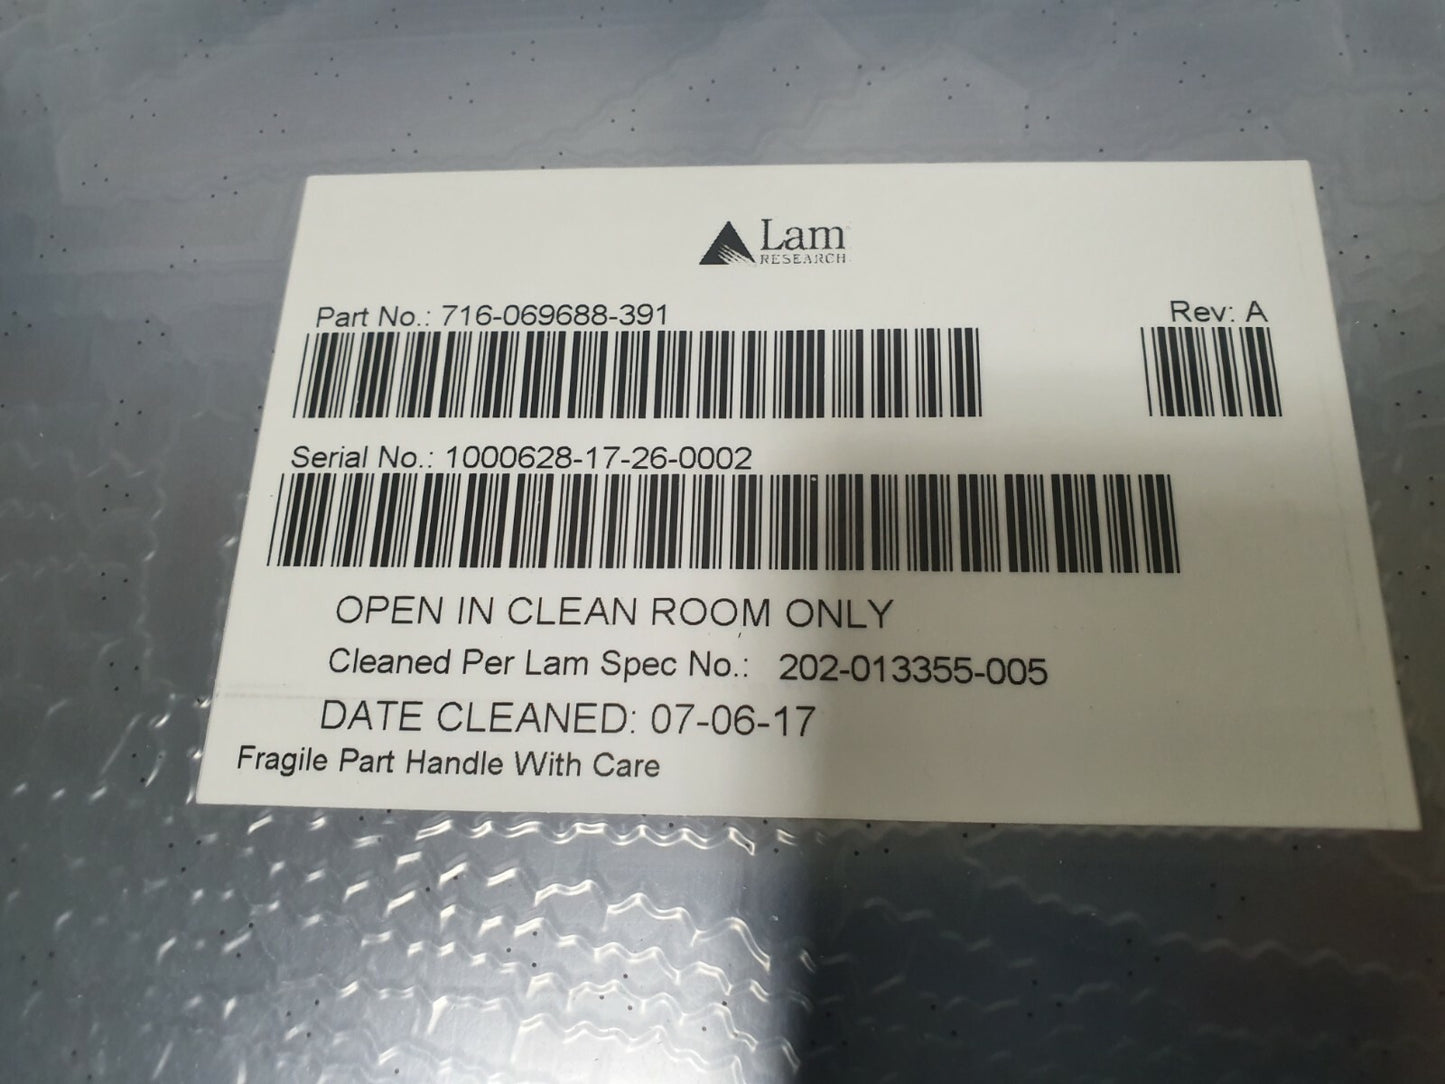 Lam
RESEARCH
Part No.: 716-069688-391
Rev: A
Serial No.: 1000628-17-26-0002
OPEN IN CLEAN ROOM ONLY
Cleaned Per Lam Spec No.: 202-013355-005
DATE CLEANED: 07-06-17
Fragile Part Handle With Care